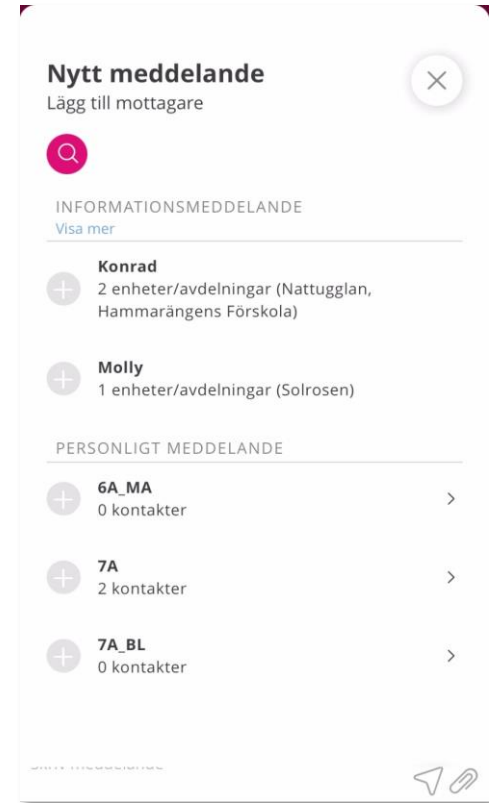 Nytt meddelande
Lägg till mottagare
INFORMATIONSMEDDELANDE
Visa mer
Konrad
2 enheter/avdelningar (Nattugglan,
Hammarängens Förskola)
Molly
1 enheter/avdelningar (Solrosen)
PERSONLIGT MEDDELANDE
6A_MA
0 kontakter
7A
2 kontakter
7A_BL
0 kontakter